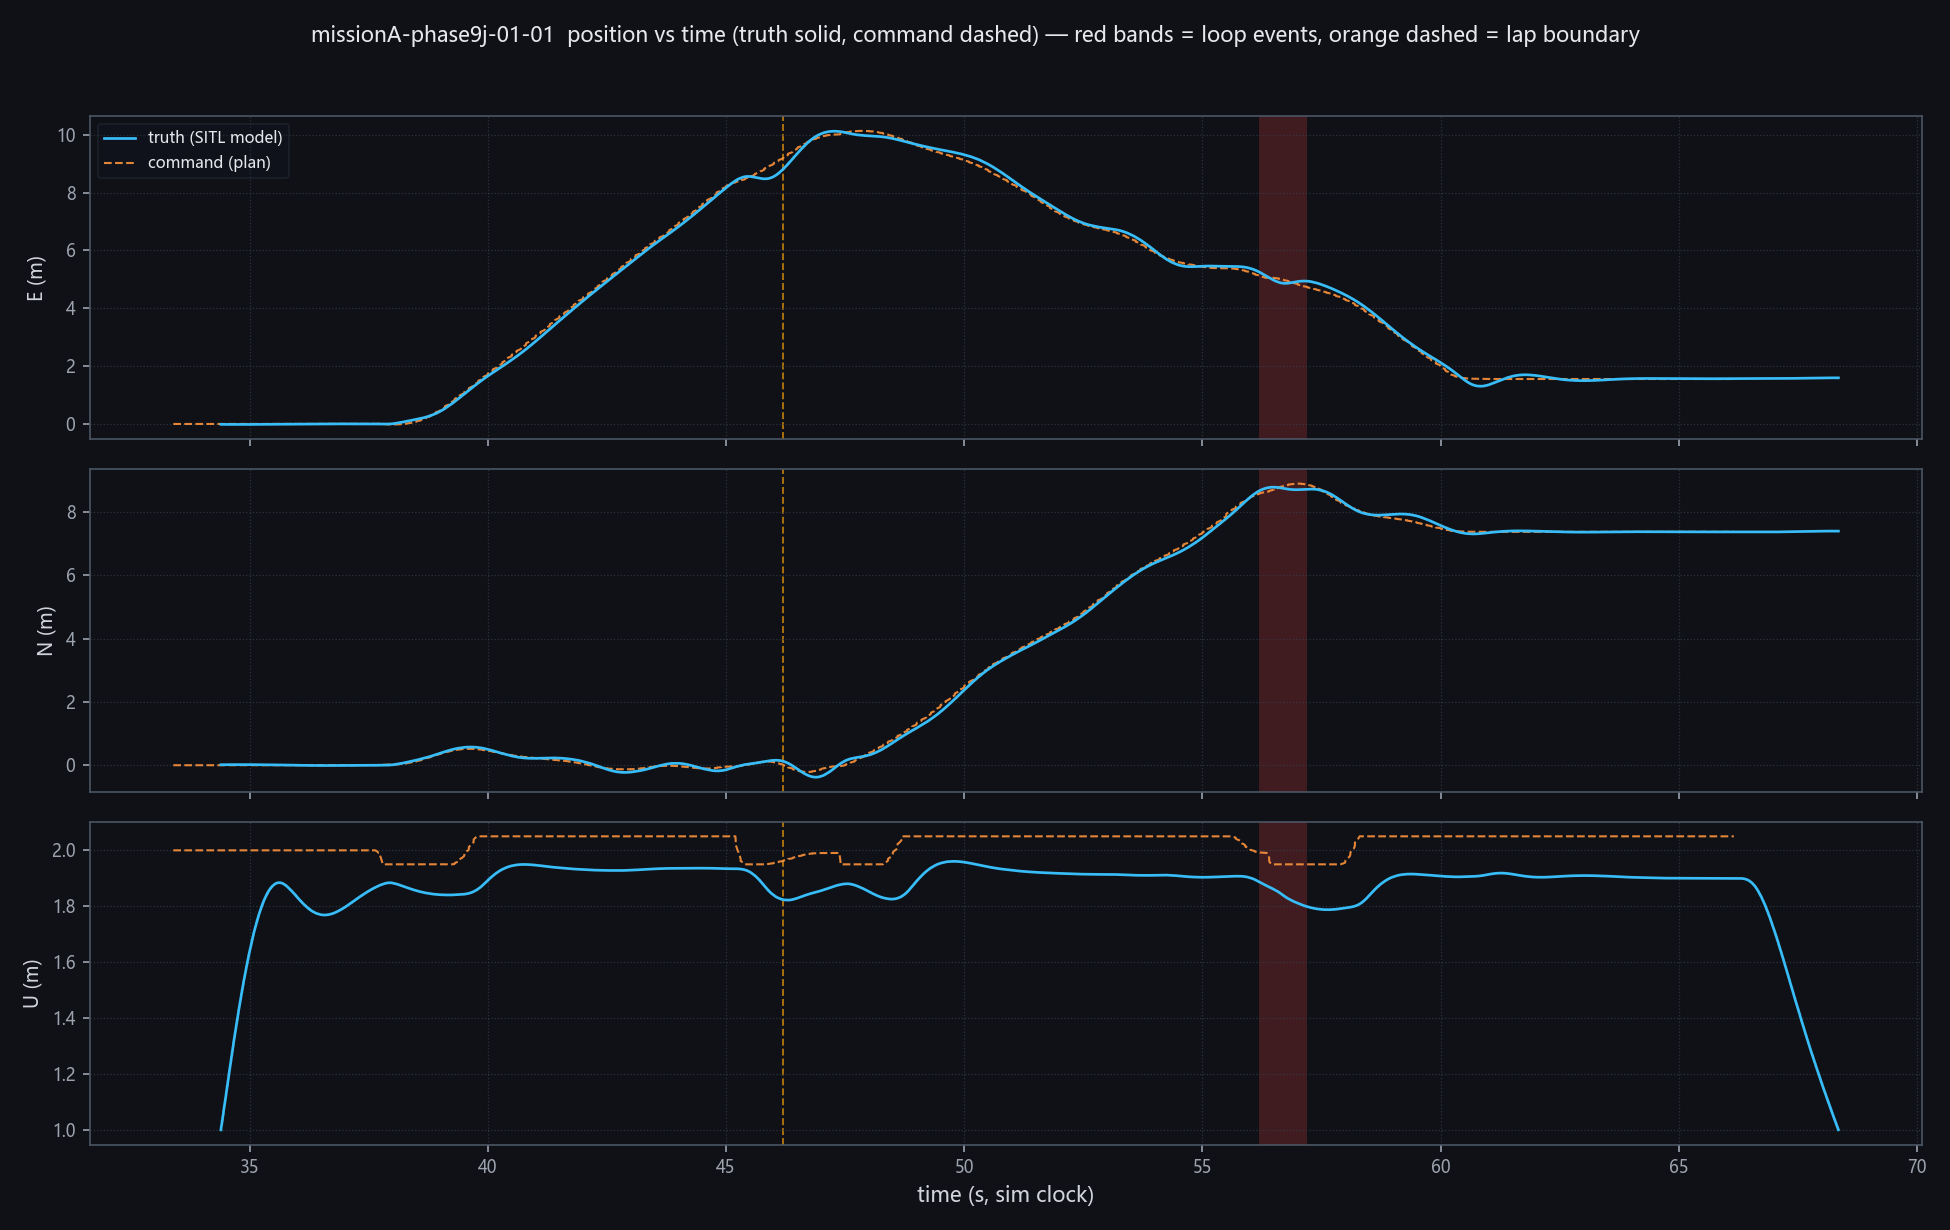 missionA-phase9j-01-01  position vs time (truth solid, command dashed) — red bands = loop events, orange dashed = lap boundary
truth (SITL model)
command (plan)
E (m)
10
8
6
4
2
0
N (m)
8
6
4
2
0
U (m)
2.0
1.8
1.6
1.4
1.2
1.0
35 40 45 50 55 60 65 70
time (s, sim clock)